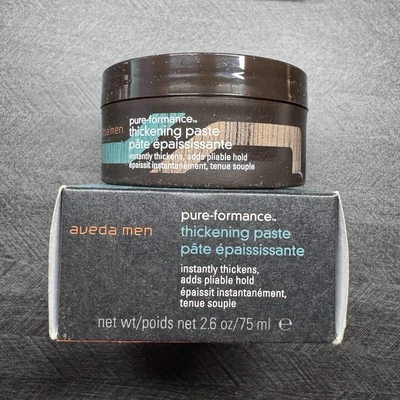 pure-formance™
aveda men
thickening paste
pâte épaississante
instantly thickens, adds pliable hold
épaissit instantanément, tenue souple
aveda men
pure-formance™
thickening paste
pâte épaississante
instantly thickens,
adds pliable hold
épaissit instantanément,
tenue souple
net wt/poids net 2.6 oz/75 ml ℮